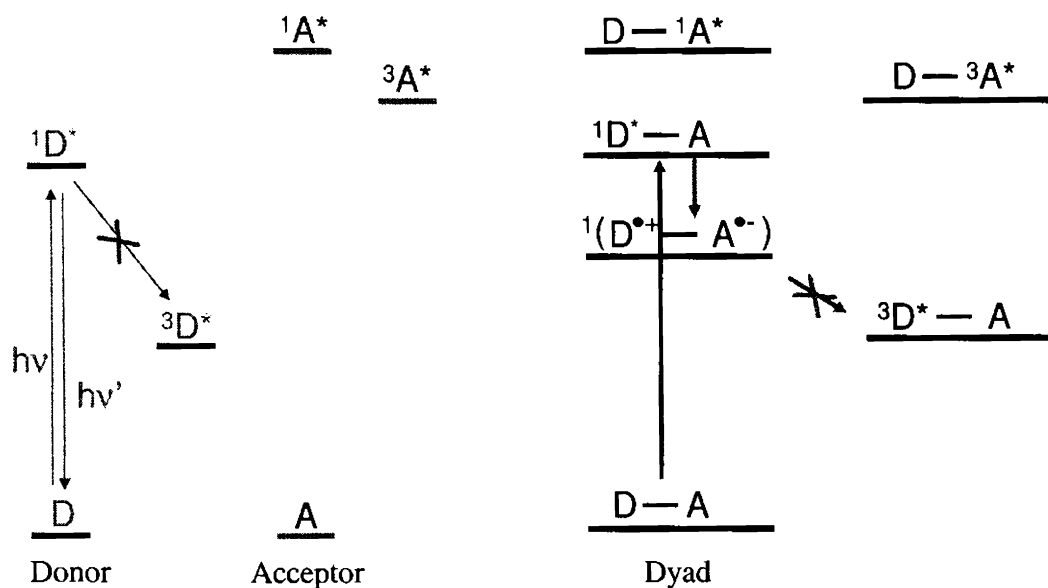 ¹A*
³A*
¹D*
³D*
hν
hν'
D
A
Donor
Acceptor
D — ¹A*
D — ³A*
¹D* — A
¹(D•+ — A•-)
³D* — A
D — A
Dyad